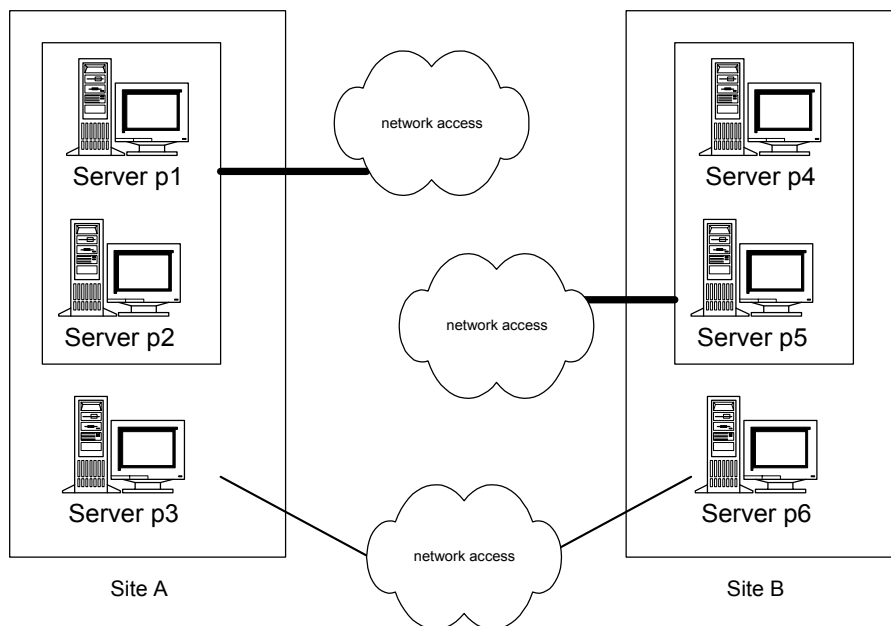 network access
Server p1
Server p4
Server p2
network access
Server p5
Server p3
Server p6
network access
Site A
Site B